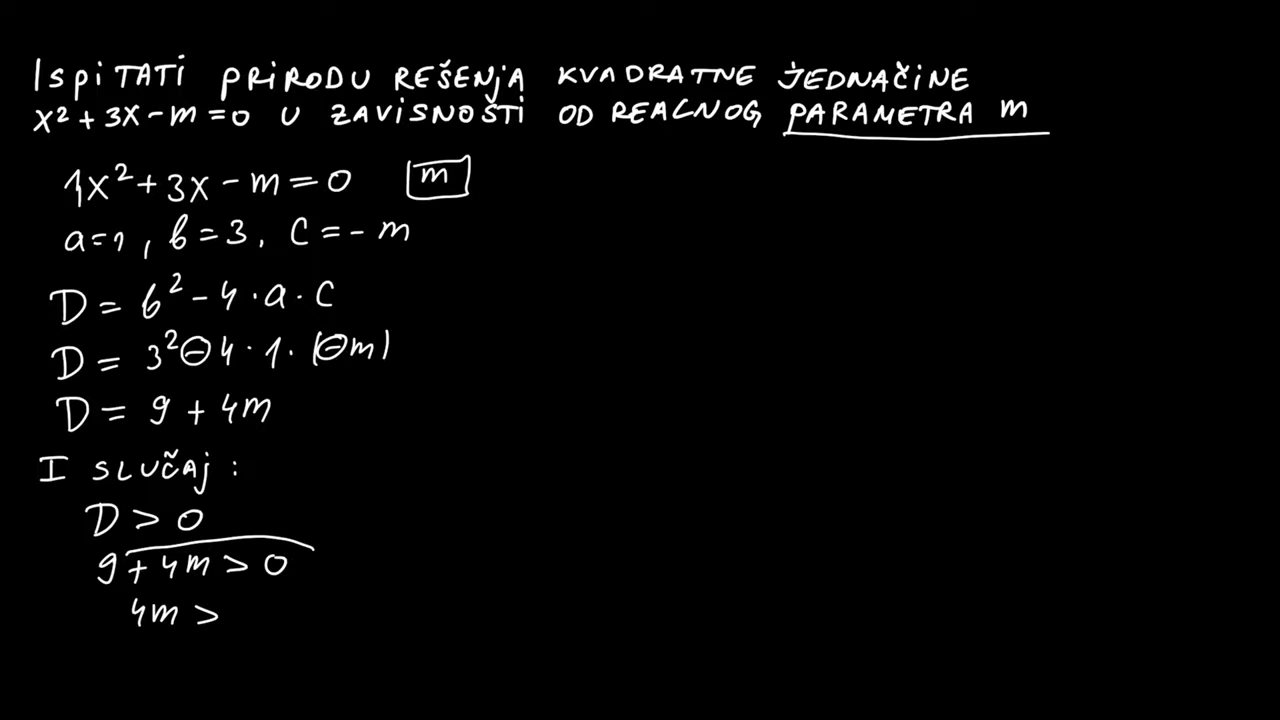 ISPITATI PRIRODU REŠENJA KVADRATNE JEDNAČINE
x² + 3x - m = 0 U ZAVISNOŠTI OD REALNOG PARAMETRA m
1x² + 3x - m = 0 m
a = 1, b = 3, c = - m
D = b² - 4 · a · c
D = 3² - 4 · 1 · (-m)
D = 9 + 4m
I SLUČAJ :
D > 0
9 + 4m > 0
4m >